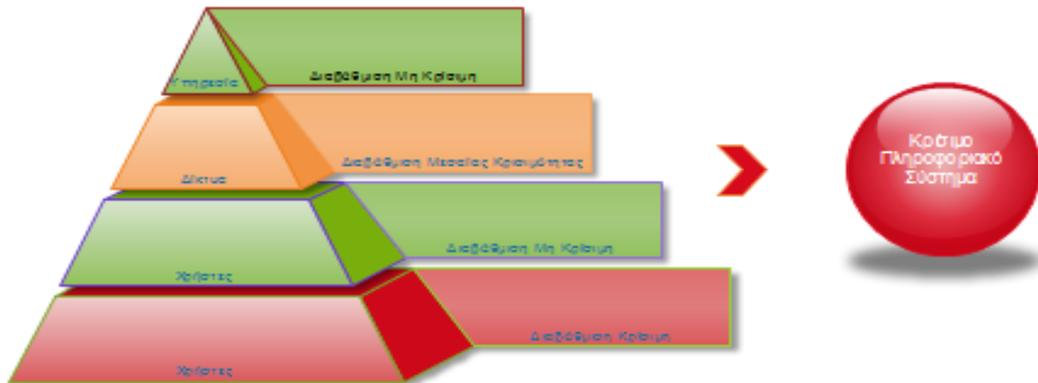 Υπηρεσία
Διαβάθμιση Μη Κρίσιμη
Δίκτυα
Διαβάθμιση Μεσαίας Κρισιμότητας
Χρήστες
Διαβάθμιση Μη Κρίσιμη
Χρήστες
Διαβάθμιση Κρίσιμη
Κρίσιμο
Πληροφοριακό
Σύστημα